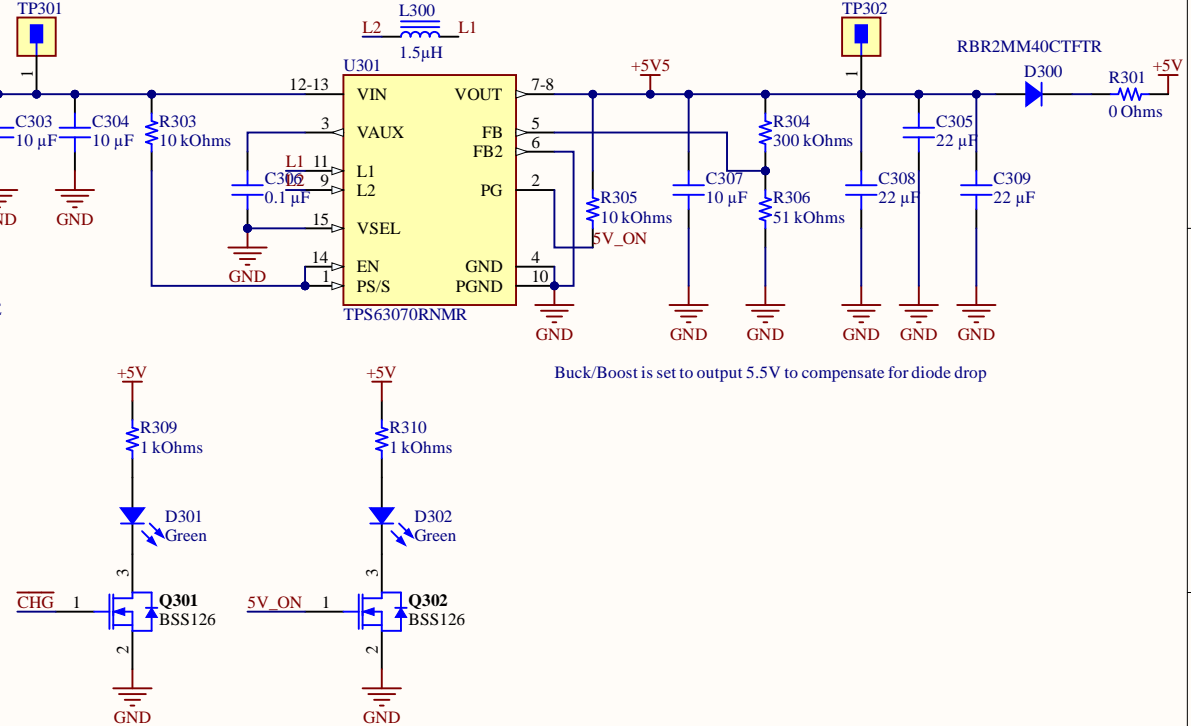 TP301
L300
TP302
L2
L1
1.5µH
RBR2MM40CTFTR
D300
R301
+5V
0 Ohms
1
U301
+5V5
1
12-13
VIN
VOUT
7-8
C303
10 µF
C304
10 µF
R303
10 kOhms
3
VAUX
FB
5
FB2
6
R304
300 kOhms
C305
22 µF
L1
11
L1
L2
9
L2
PG
2
C306
0.1 µF
R305
10 kOhms
C307
10 µF
R306
51 kOhms
C308
22 µF
C309
22 µF
GND
15
VSEL
5V_ON
GND
14
EN
GND
4
1
PS/S
PGND
10
TPS63070RNMR
GND
GND
GND
GND
GND
GND
Buck/Boost is set to output 5.5V to compensate for diode drop
+5V
+5V
R309
1 kOhms
R310
1 kOhms
D301
Green
D302
Green
3
3
CHG
1
Q301
BSS126
5V_ON
1
Q302
BSS126
2
2
GND
GND